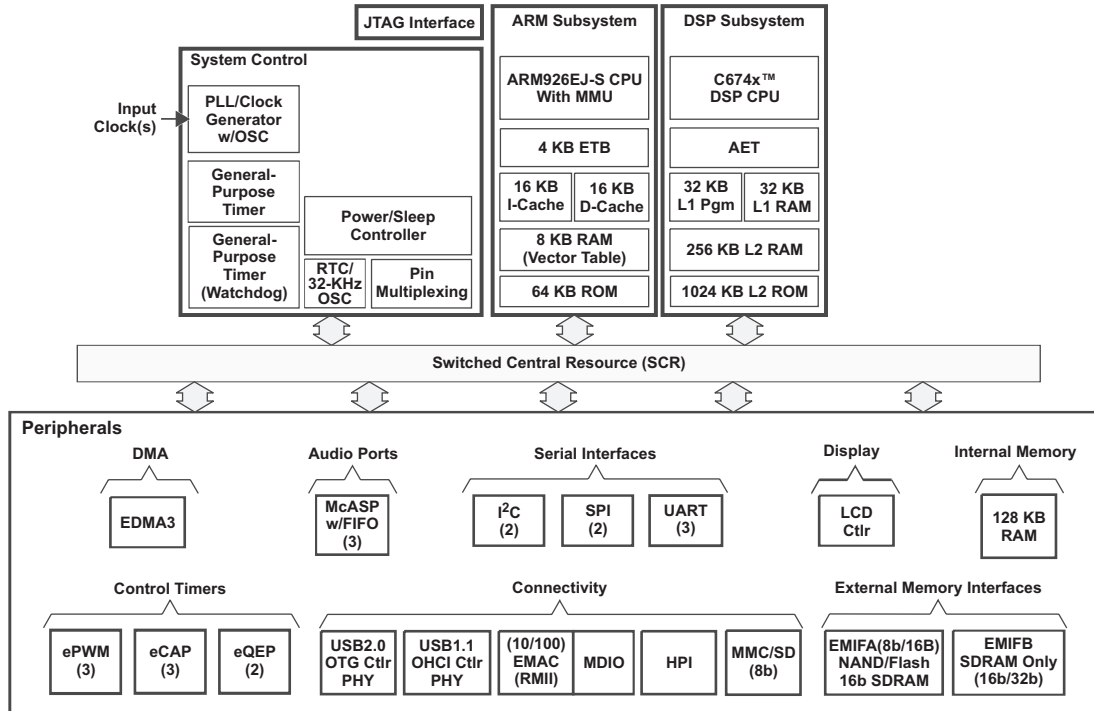 JTAG Interface
System Control
Input
Clock(s)
PLL/Clock
Generator
w/OSC
General-
Purpose
Timer
General-
Purpose
Timer
(Watchdog)
Power/Sleep
Controller
RTC/
32-KHz
OSC
Pin
Multiplexing
ARM Subsystem
ARM926EJ-S CPU
With MMU
4 KB ETB
16 KB
I-Cache
16 KB
D-Cache
8 KB RAM
(Vector Table)
64 KB ROM
DSP Subsystem
C674x™
DSP CPU
AET
32 KB
L1 Pgm
32 KB
L1 RAM
256 KB L2 RAM
1024 KB L2 ROM
Switched Central Resource (SCR)
Peripherals
DMA
EDMA3
Audio Ports
McASP
w/FIFO
(3)
Serial Interfaces
I²C
(2)
SPI
(2)
UART
(3)
Display
LCD
Ctlr
Internal Memory
128 KB
RAM
Control Timers
ePWM
(3)
eCAP
(3)
eQEP
(2)
Connectivity
USB2.0
OTG Ctlr
PHY
USB1.1
OHCI Ctlr
PHY
(10/100)
EMAC
(RMII)
MDIO
HPI
MMC/SD
(8b)
External Memory Interfaces
EMIFA(8b/16B)
NAND/Flash
16b SDRAM
EMIFB
SDRAM Only
(16b/32b)